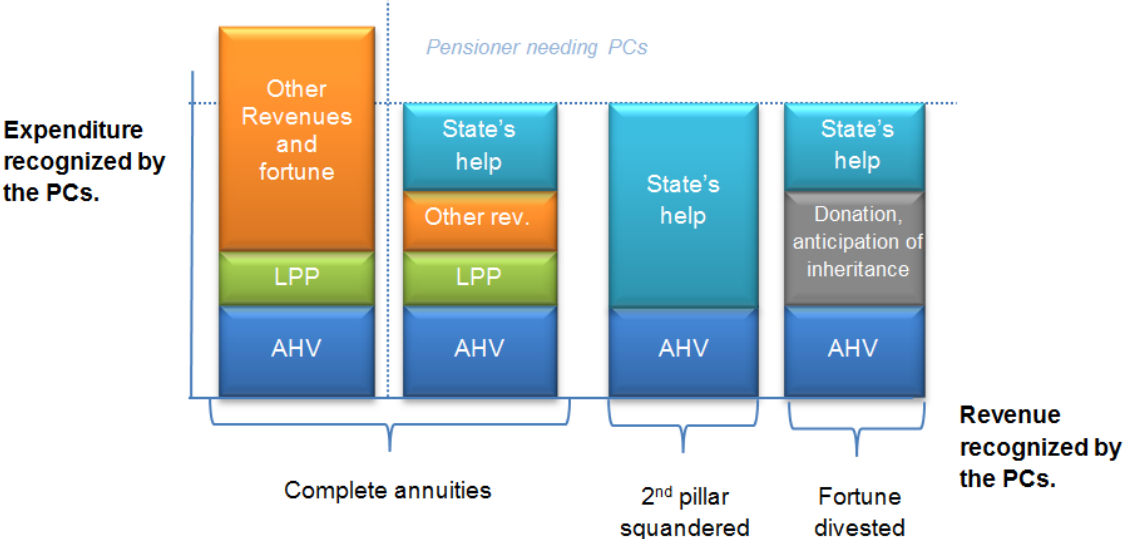 Pensioner needing PCs
Expenditure
recognized by
the PCs.
Other
Revenues
and
fortune
LPP
AHV
State's
help
Other rev.
LPP
AHV
State's
help
AHV
State's
help
Donation,
anticipation of
inheritance
AHV
Complete annuities
2nd pillar
squandered
Fortune
divested
Revenue
recognized by
the PCs.